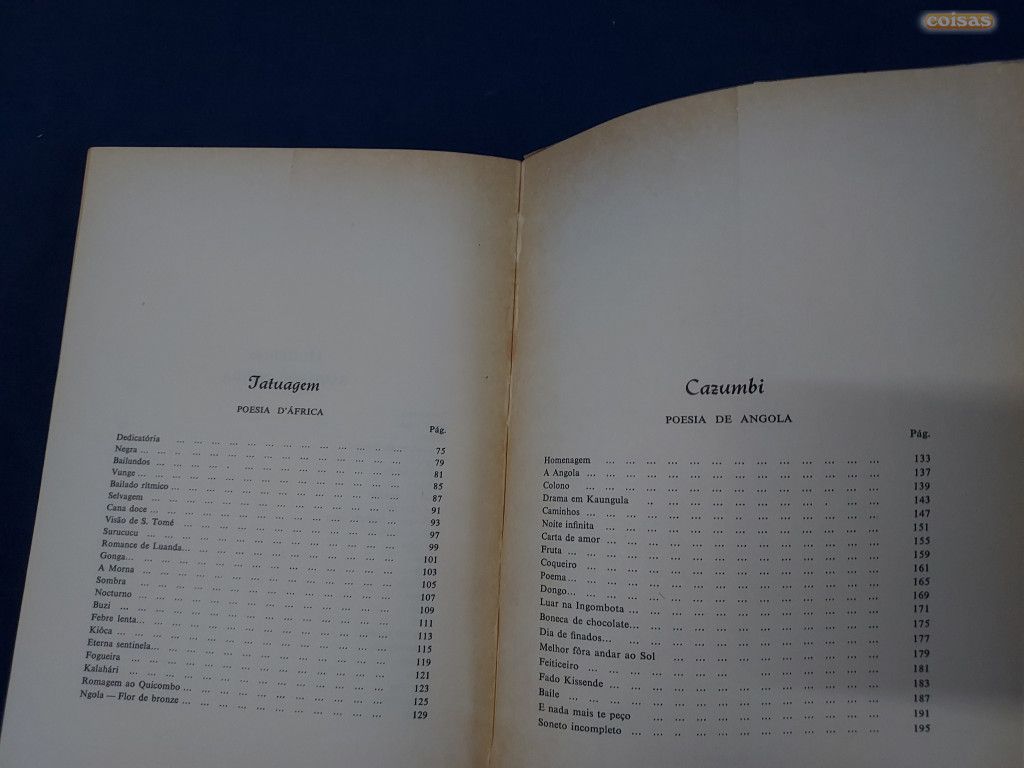 coisas
Tatuagem
POESIA D'ÁFRICA
Pág.
Dedicatória ... 75
Negra ... 79
Bailundos ... 81
Vunge ... 85
Bailado rítmico ... 87
Selvagem ... 91
Cana doce ... 93
Visão de S. Tomé ... 97
Surucucu ... 99
Romance de Luanda ... 101
Gonga ... 103
A Morna ... 105
Sombra ... 107
Nocturno ... 109
Buzi ... 111
Febre lenta ... 113
Kiôca ... 115
Eterna sentinela ... 119
Fogueira ... 121
Kalahári ... 123
Romagem ao Quicombo ... 125
Ngola — Flor de bronze ... 129
Cazumbi
POESIA DE ANGOLA
Pág.
Homenagem ... 133
A Angola ... 137
Colono ... 139
Drama em Kaungula ... 143
Caminhos ... 147
Noite infinita ... 151
Carta de amor ... 155
Fruta ... 159
Coqueiro ... 161
Poema ... 165
Dongo ... 169
Luar na Ingombota ... 171
Boneca de chocolate ... 175
Dia de finados ... 177
Melhor fôra andar ao Sol ... 179
Feiticeiro ... 181
Fado Kissende ... 183
Baile ... 187
E nada mais te peço ... 191
Soneto incompleto ... 195